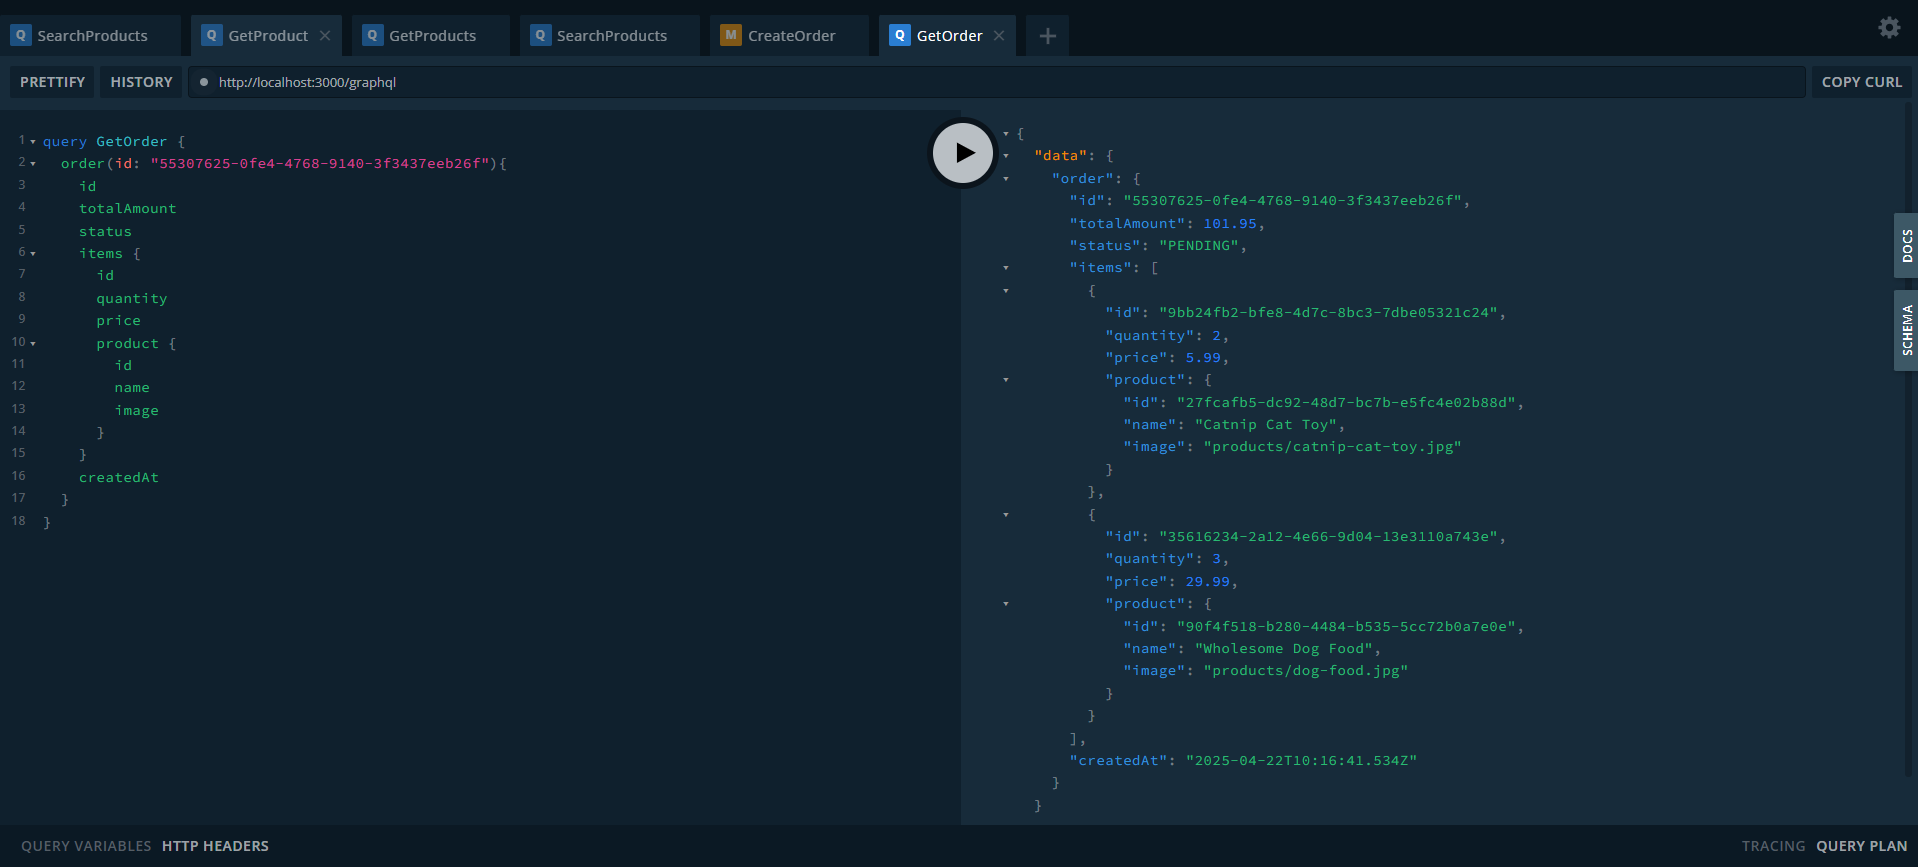 Q SearchProducts
Q GetProduct ×
Q GetProducts
Q SearchProducts
M CreateOrder
Q GetOrder ×
+
PRETTIFY HISTORY http://localhost:3000/graphql COPY CURL
1 query GetOrder {
2 order(id: "55307625-0fe4-4768-9140-3f3437eeb26f"){
3 id
4 totalAmount
5 status
6 items {
7 id
8 quantity
9 price
10 product {
11 id
12 name
13 image
14 }
15 }
16 createdAt
17 }
18 }
{
"data": {
"order": {
"id": "55307625-0fe4-4768-9140-3f3437eeb26f",
"totalAmount": 101.95,
"status": "PENDING",
"items": [
{
"id": "9bb24fb2-bfe8-4d7c-8bc3-7dbe05321c24",
"quantity": 2,
"price": 5.99,
"product": {
"id": "27fcafb5-dc92-48d7-bc7b-e5fc4e02b88d",
"name": "Catnip Cat Toy",
"image": "products/catnip-cat-toy.jpg"
}
},
{
"id": "35616234-2a12-4e66-9d04-13e3110a743e",
"quantity": 3,
"price": 29.99,
"product": {
"id": "90f4f518-b280-4484-b535-5cc72b0a7e0e",
"name": "Wholesome Dog Food",
"image": "products/dog-food.jpg"
}
}
],
"createdAt": "2025-04-22T10:16:41.534Z"
}
}
DOCS
SCHEMA
QUERY VARIABLES HTTP HEADERS
TRACING QUERY PLAN